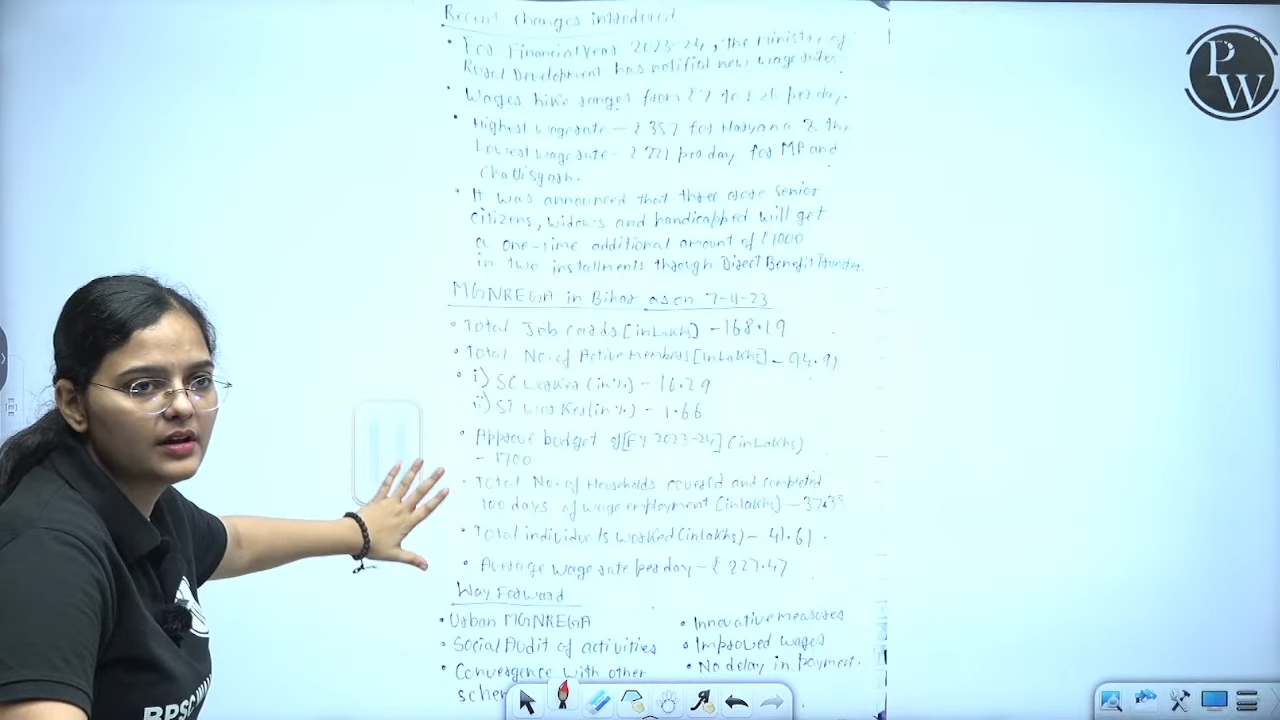 Recent changes introduced
• For Financial Year 2023-24, the Ministry of
Rural Development has notified new wage rates
• Wages hike ranges from ₹7 to ₹26 per day.
• Highest wage rate – ₹357 for Haryana & the
Lowest wage rate – ₹221 per day for MP and
Chattisgarh.
• It was announced that three crore senior
citizens, widows and handicapped will get
a one-time additional amount of ₹1000
in two installments through Direct Benefit Transfer.
MGNREGA in Bihar as on 7-11-23
• Total Job cards [in Lakhs] – 168.19
• Total No. of Active members [in Lakhs] – 94.91
• i) SC worker (in %) – 16.29
ii) ST worker (in %) – 1.66
• Approve budget of [FY 2023-24] (in Lakhs)
– 1700
• Total No. of Households covered and completed
100 days of wage employment (in lakhs) –
• Total individuals worked (in Lakhs) – 41.61
• Average wage rate per day – ₹227.47
Way Forward
• Urban MGNREGA
• Social Audit of activities
• Convergence with other
• Innovative measures
• Improved wages
• No delay in payment.
PW